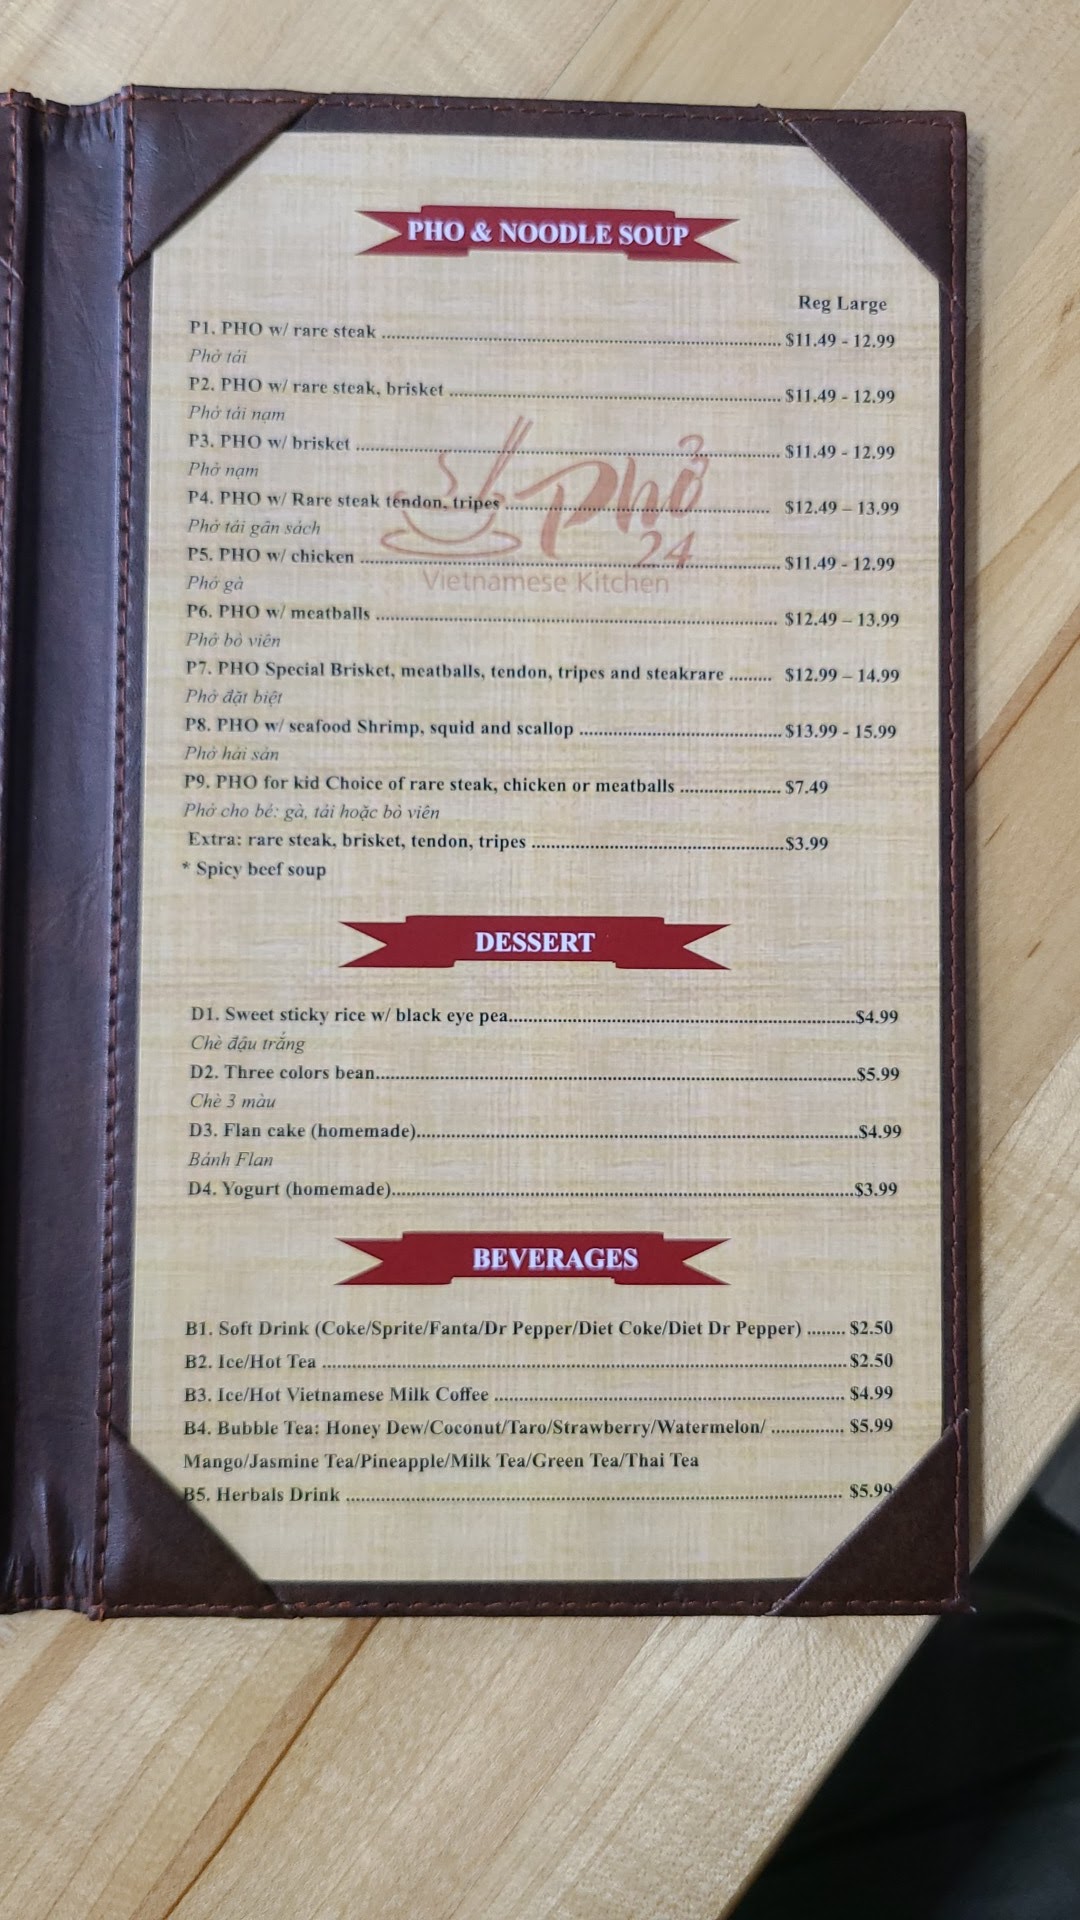 PHO & NOODLE SOUP
Reg Large
P1. PHO w/ rare steak ........ $11.49 - 12.99
Phở tái
P2. PHO w/ rare steak, brisket ........ $11.49 - 12.99
Phở tái nạm
P3. PHO w/ brisket ........ $11.49 - 12.99
Phở nạm
P4. PHO w/ Rare steak tendon, tripes ........ $12.49 – 13.99
Phở tái gân sách
P5. PHO w/ chicken ........ $11.49 - 12.99
Phở gà
P6. PHO w/ meatballs ........ $12.49 – 13.99
Phở bò viên
P7. PHO Special Brisket, meatballs, tendon, tripes and steakrare ........ $12.99 – 14.99
Phở đặt biệt
P8. PHO w/ seafood Shrimp, squid and scallop ........ $13.99 - 15.99
Phở hải sản
P9. PHO for kid Choice of rare steak, chicken or meatballs ........ $7.49
Phở cho bé: gà, tái hoặc bò viên
Extra: rare steak, brisket, tendon, tripes ........ $3.99
* Spicy beef soup
Phở
24
Vietnamese Kitchen
DESSERT
D1. Sweet sticky rice w/ black eye pea........$4.99
Chè đậu trắng
D2. Three colors bean........$5.99
Chè 3 màu
D3. Flan cake (homemade)........$4.99
Bánh Flan
D4. Yogurt (homemade)........$3.99
BEVERAGES
B1. Soft Drink (Coke/Sprite/Fanta/Dr Pepper/Diet Coke/Diet Dr Pepper) ........ $2.50
B2. Ice/Hot Tea ........ $2.50
B3. Ice/Hot Vietnamese Milk Coffee ........ $4.99
B4. Bubble Tea: Honey Dew/Coconut/Taro/Strawberry/Watermelon/ ........ $5.99
Mango/Jasmine Tea/Pineapple/Milk Tea/Green Tea/Thai Tea
B5. Herbals Drink ........ $5.99